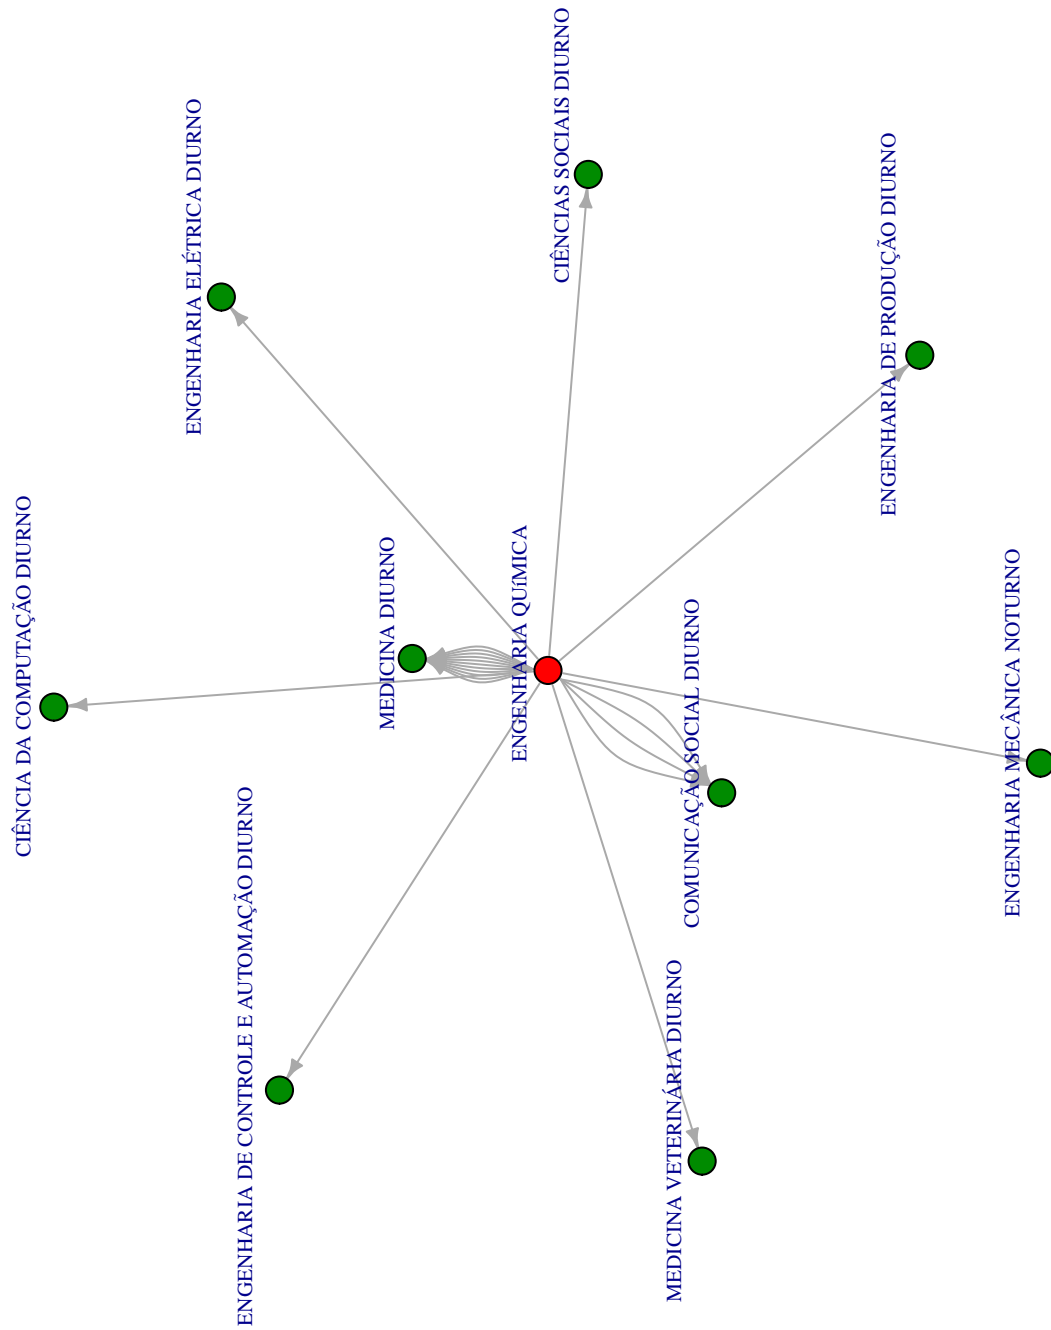 CIÊNCIAS SOCIAIS DIURNO
ENGENHARIA ELÉTRICA DIURNO
ENGENHARIA DE PRODUÇÃO DIURNO
CIÊNCIA DA COMPUTAÇÃO DIURNO
MEDICINA DIURNO
ENGENHARIA QUíMICA
COMUNICAÇÃO SOCIAL DIURNO
ENGENHARIA MECÂNICA NOTURNO
ENGENHARIA DE CONTROLE E AUTOMAÇÃO DIURNO
MEDICINA VETERINÁRIA DIURNO